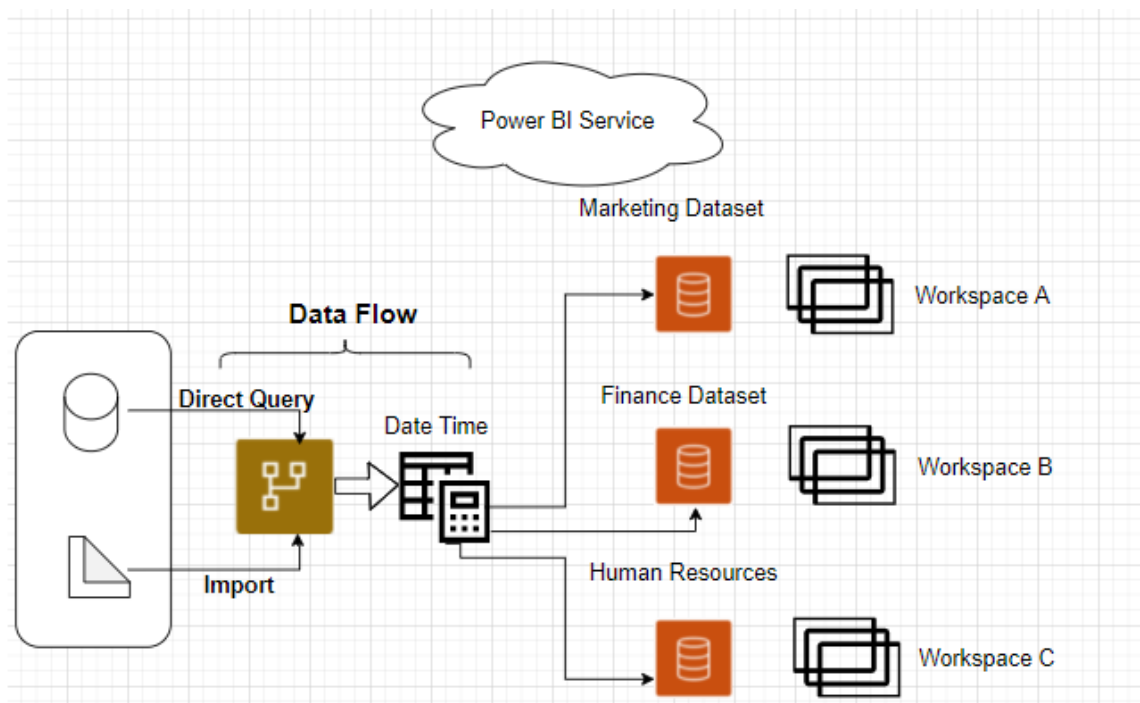 Power BI Service
Marketing Dataset
Workspace A
Data Flow
Direct Query
Finance Dataset
Date Time
Workspace B
Import
Human Resources
Workspace C